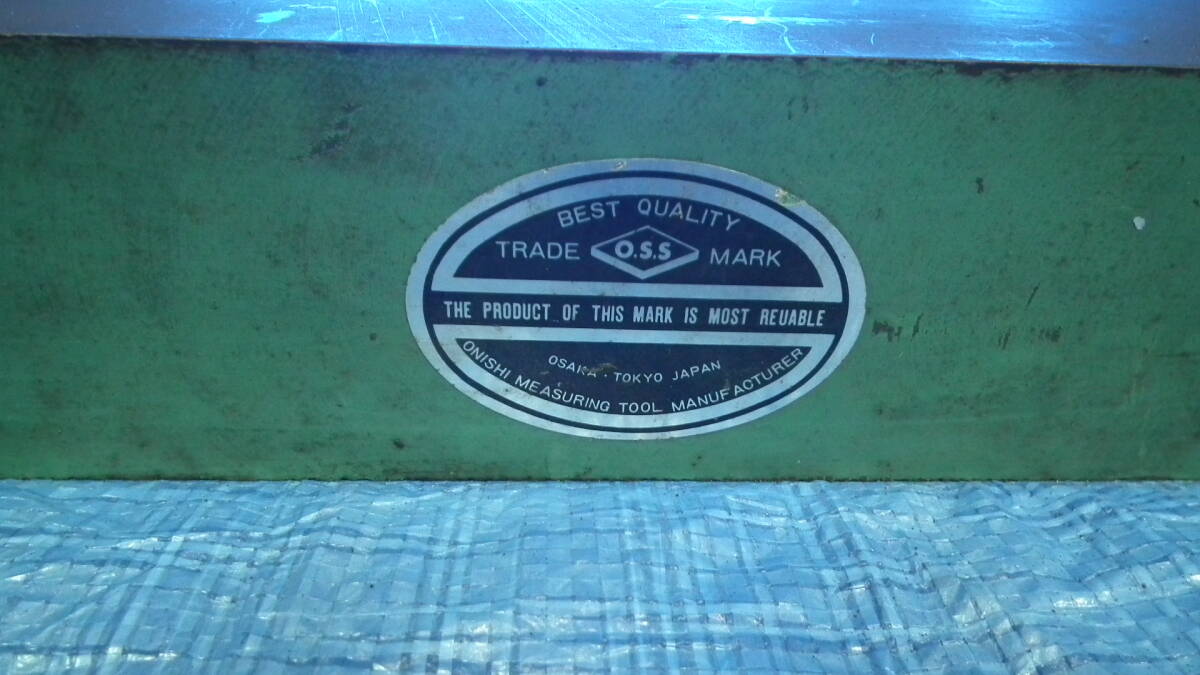 BEST QUALITY
TRADE O.S.S MARK
THE PRODUCT OF THIS MARK IS MOST REUABLE
OSAKA · TOKYO JAPAN
ONISHI MEASURING TOOL MANUFACTURER